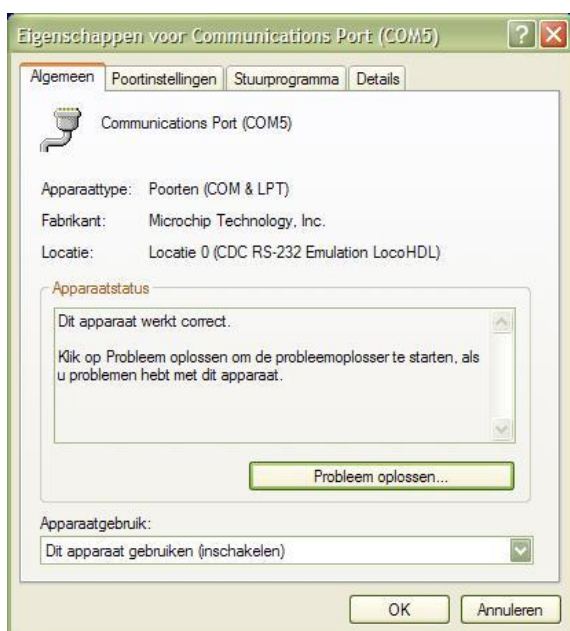 Eigenschappen voor Communications Port (COM5)
Algemeen Poortinstellingen Stuurprogramma Details
Communications Port (COM5)
Apparaattype: Poorten (COM & LPT)
Fabrikant: Microchip Technology, Inc.
Locatie: Locatie 0 (CDC RS-232 Emulation LocoHDL)
Apparaatstatus
Dit apparaat werkt correct.
Klik op Probleem oplossen om de probleemoplosser te starten, als
u problemen hebt met dit apparaat.
Probleem oplossen...
Apparaatgebruik:
Dit apparaat gebruiken (inschakelen)
OK Annuleren